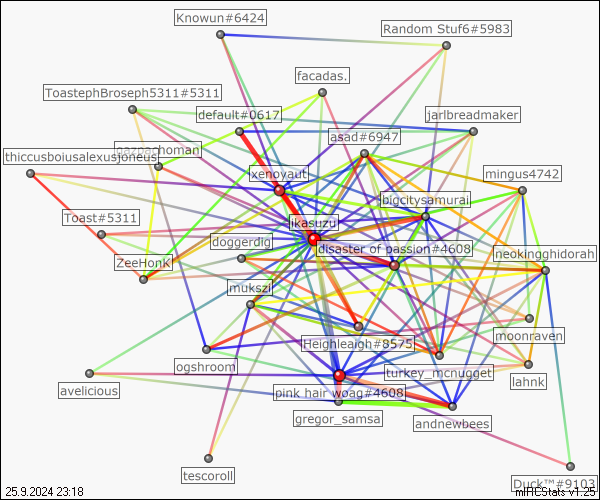 Knowun#6424
Random Stuf6#5983
facadas.
ToastephBroseph5311#5311
default#0617
jarlbreadmaker
asad#6947
gazpachoman
thiccusboiusalexusjoneus
xenoyaut
mingus4742
bigcitysamurai
Toast#5311
ikasuzu
doggerdig
disaster of passion#4608
neokingghidorah
ZeeHonK
mukszi
Heighleaigh#8575
moonraven
ogshroom
turkey_mcnugget
lahnk
avelicious
pink hair woag#4608
gregor_samsa
andnewbees
tescoroll
Duck™#9103
25.9.2024 23:18
mIRCStats v1.25